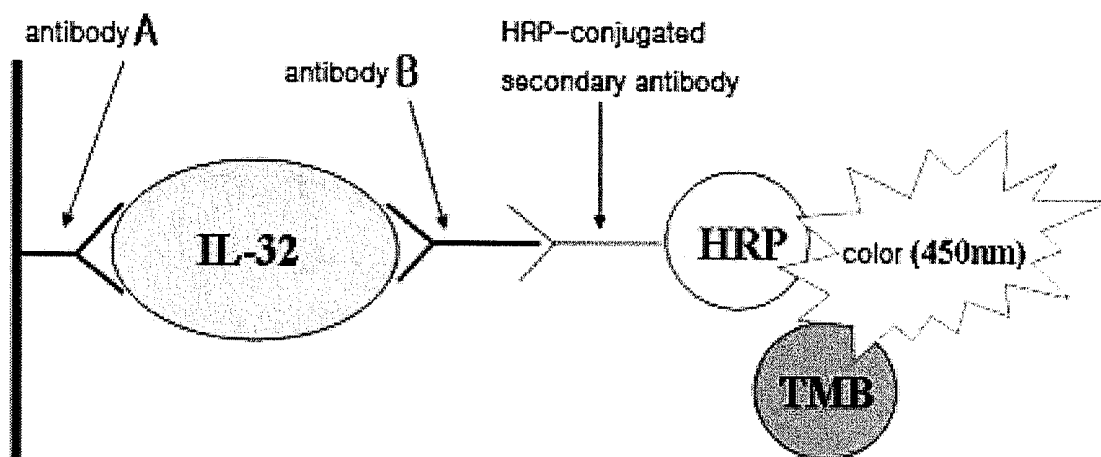 antibody A
antibody B
HRP-conjugated
secondary antibody
IL-32
HRP
color (450nm)
TMB